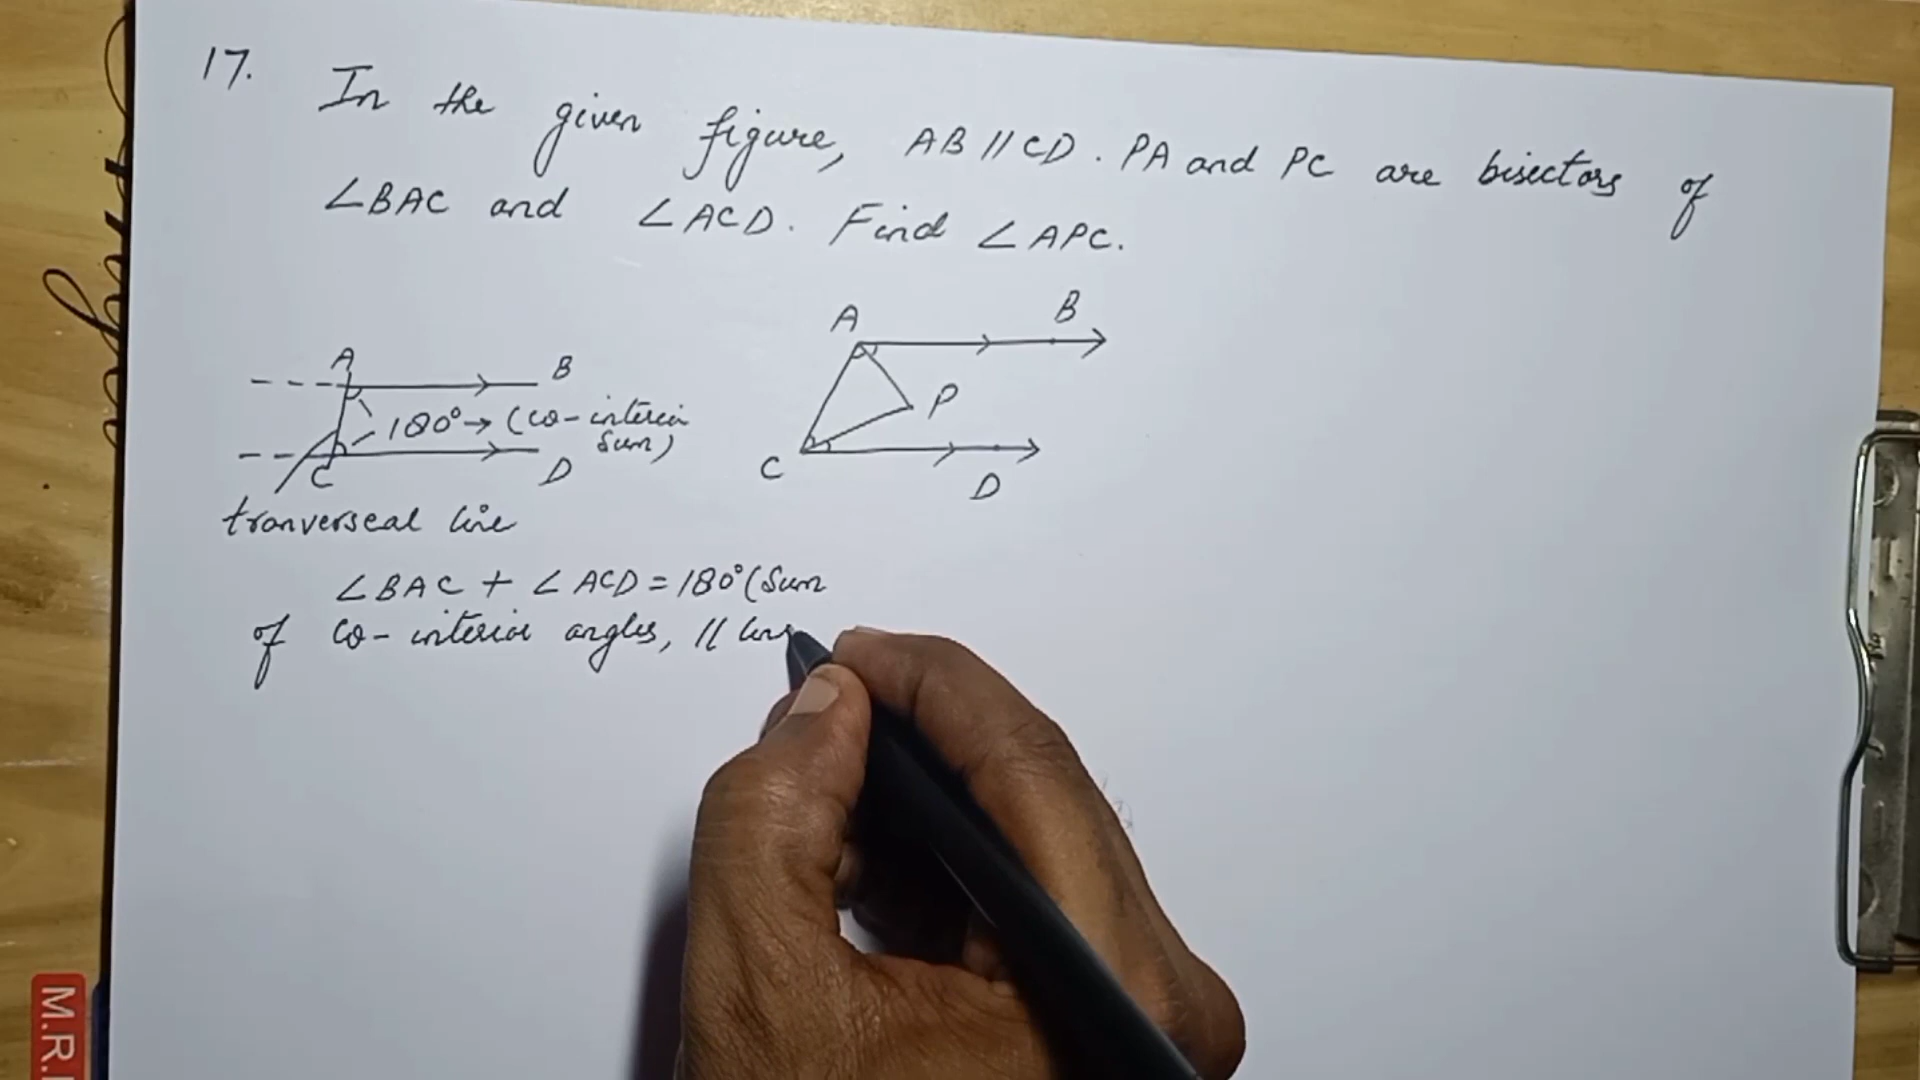 17. In the given figure, AB // CD. PA and PC are bisectors of
∠BAC and ∠ACD. Find ∠APC.
A B
180° → (co-interior
Sum)
C D
A B
P
C D
tranverseal line
∠BAC + ∠ACD = 180° (Sum
of co-interior angles, // lines
M.R.